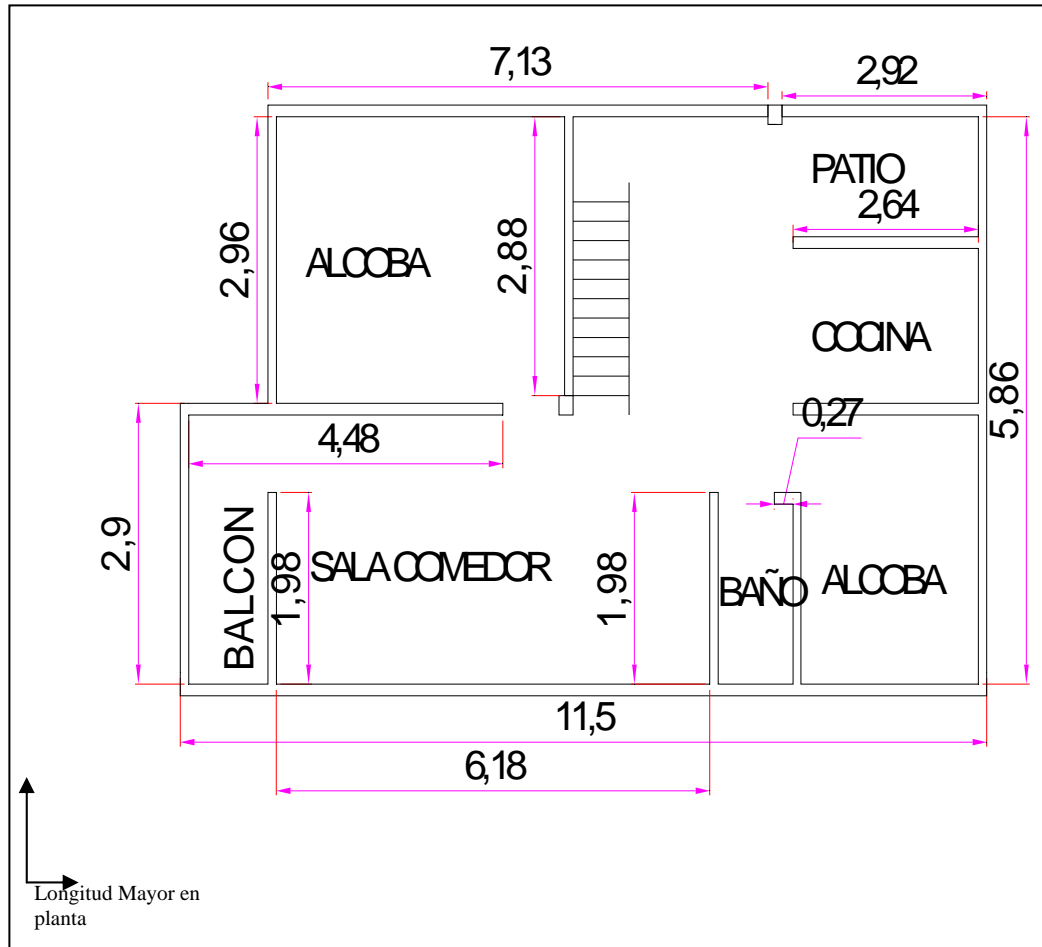 7,13
2,92
PATIO
2,64
2,96
2,88
ALCOBA
COCINA
5,86
0,27
4,48
2,9
BALCON
1,98
SALA COMEDOR
1,98
BAÑO
ALCOBA
11,5
6,18
Longitud Mayor en
planta